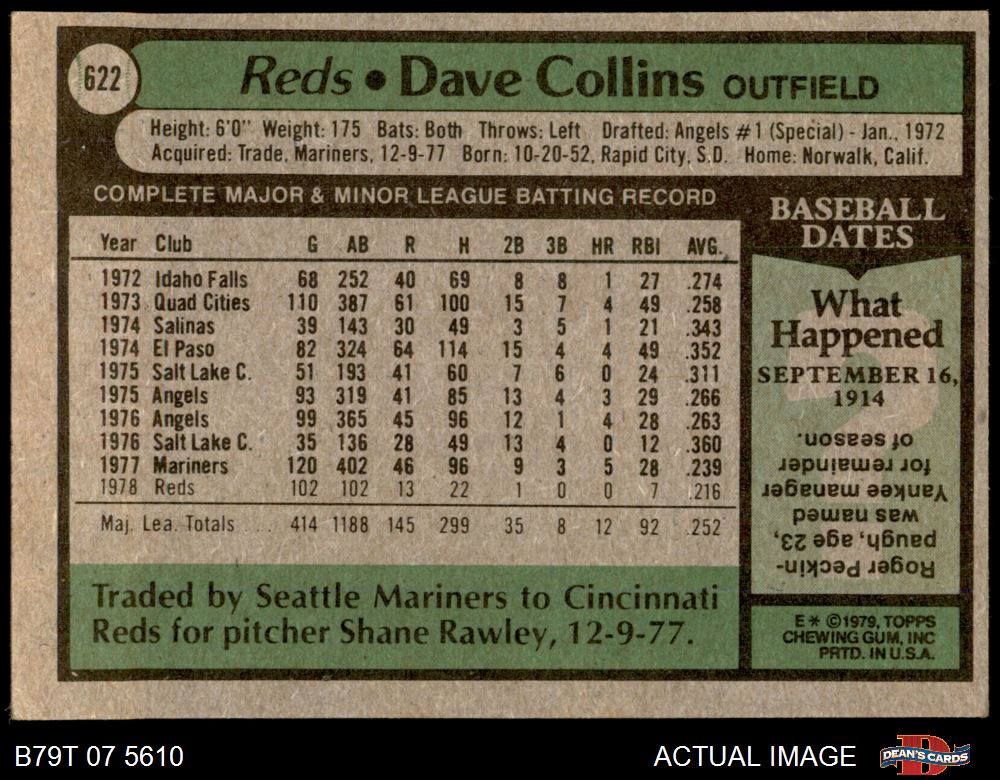 622
Reds • Dave Collins OUTFIELD
Height: 6'0" Weight: 175 Bats: Both Throws: Left Drafted: Angels #1 (Special) - Jan., 1972
Acquired: Trade, Mariners, 12-9-77 Born: 10-20-52, Rapid City, S.D. Home: Norwalk, Calif.
COMPLETE MAJOR & MINOR LEAGUE BATTING RECORD
Year Club G AB R H 2B 3B HR RBI AVG.
1972 Idaho Falls 68 252 40 69 8 8 1 27 .274
1973 Quad Cities 110 387 61 100 15 7 4 49 .258
1974 Salinas 39 143 30 49 3 5 1 21 .343
1974 El Paso 82 324 64 114 15 4 4 49 .352
1975 Salt Lake C. 51 193 41 60 7 6 0 24 .311
1975 Angels 93 319 41 85 13 4 3 29 .266
1976 Angels 99 365 45 96 12 1 4 28 .263
1976 Salt Lake C. 35 136 28 49 13 4 0 12 .360
1977 Mariners 120 402 46 96 9 3 5 28 .239
1978 Reds 102 102 13 22 1 0 0 7 .216
Maj. Lea. Totals 414 1188 145 299 35 8 12 92 .252
Traded by Seattle Mariners to Cincinnati
Reds for pitcher Shane Rawley, 12-9-77.
BASEBALL
DATES
What
Happened
SEPTEMBER 16,
1914
Roger Peckin-
paugh, age 23,
was named
Yankee manager
for remainder
of season.
E* ©1979, TOPPS
CHEWING GUM, INC
PRTD. IN U.S.A.
B79T 07 5610
ACTUAL IMAGE
DEAN'S CARDS